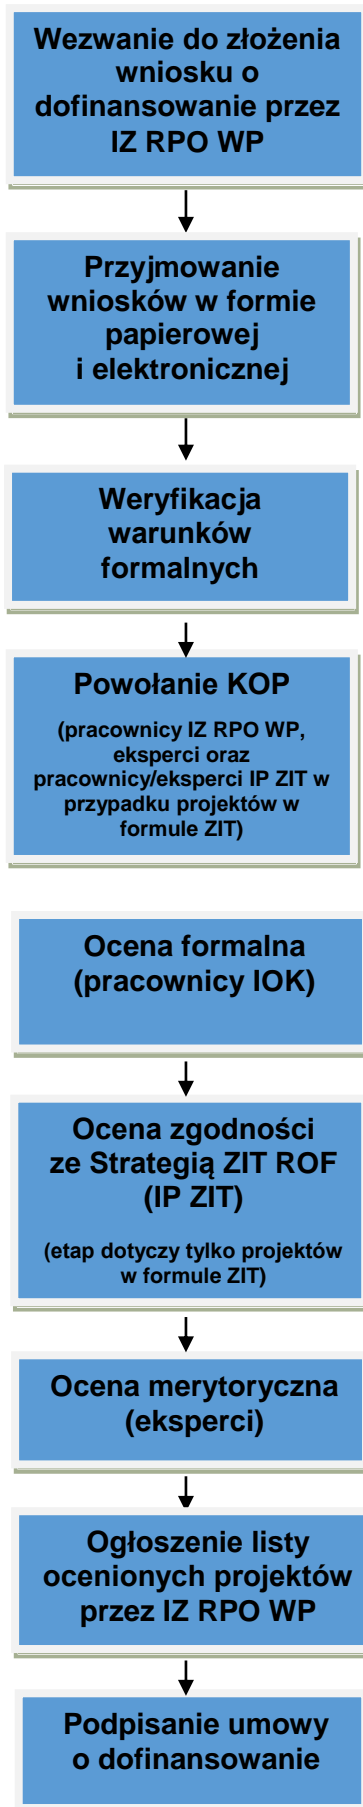 Wezwanie do złożenia
wniosku o
dofinansowanie przez
IZ RPO WP
Przyjmowanie
wniosków w formie
papierowej
i elektronicznej
Weryfikacja
warunków
formalnych
Powołanie KOP
(pracownicy IZ RPO WP,
eksperci oraz
pracownicy/eksperci IP ZIT w
przypadku projektów w
formule ZIT)
Ocena formalna
(pracownicy IOK)
Ocena zgodności
ze Strategią ZIT ROF
(IP ZIT)
(etap dotyczy tylko projektów
w formule ZIT)
Ocena merytoryczna
(eksperci)
Ogłoszenie listy
ocenionych projektów
przez IZ RPO WP
Podpisanie umowy
o dofinansowanie